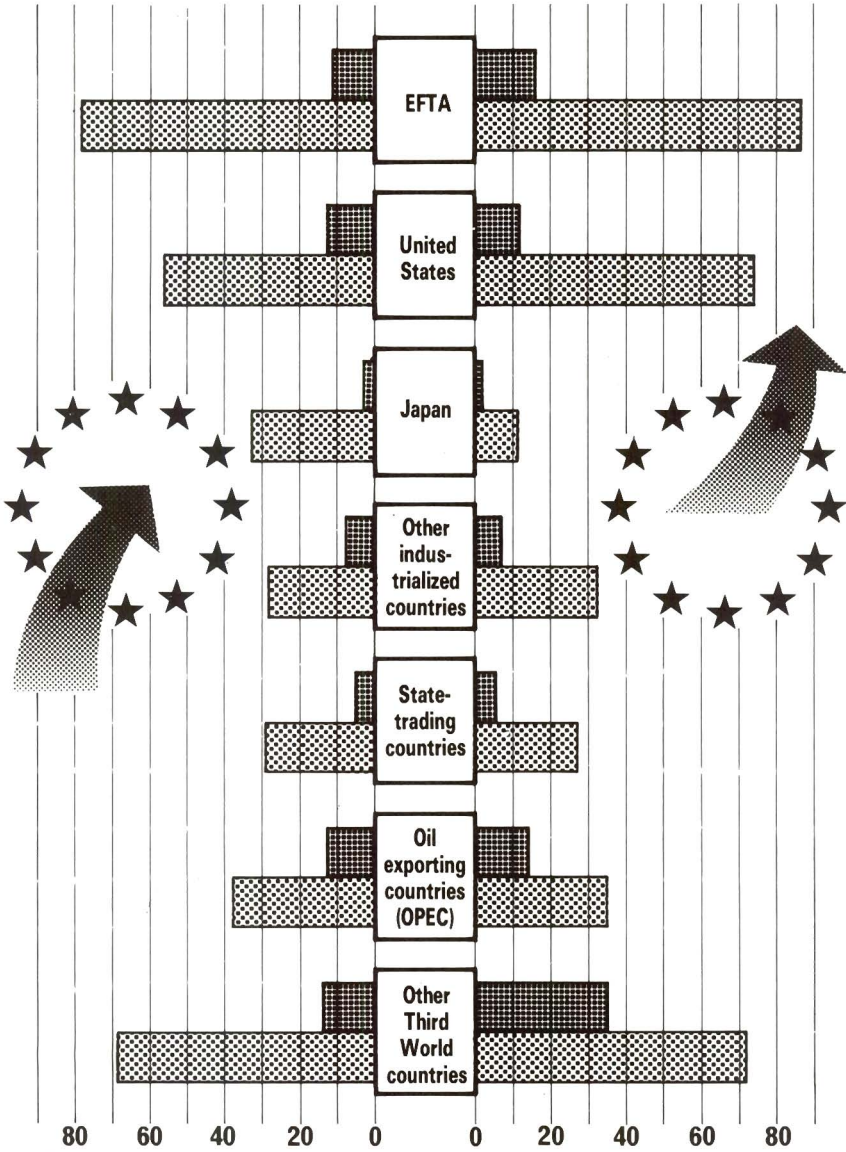 EFTA
United
States
Japan
Other
indus-
trialized
countries
State-
trading
countries
Oil
exporting
countries
(OPEC)
Other
Third
World
countries
80 60 40 20 0 0 20 40 60 80